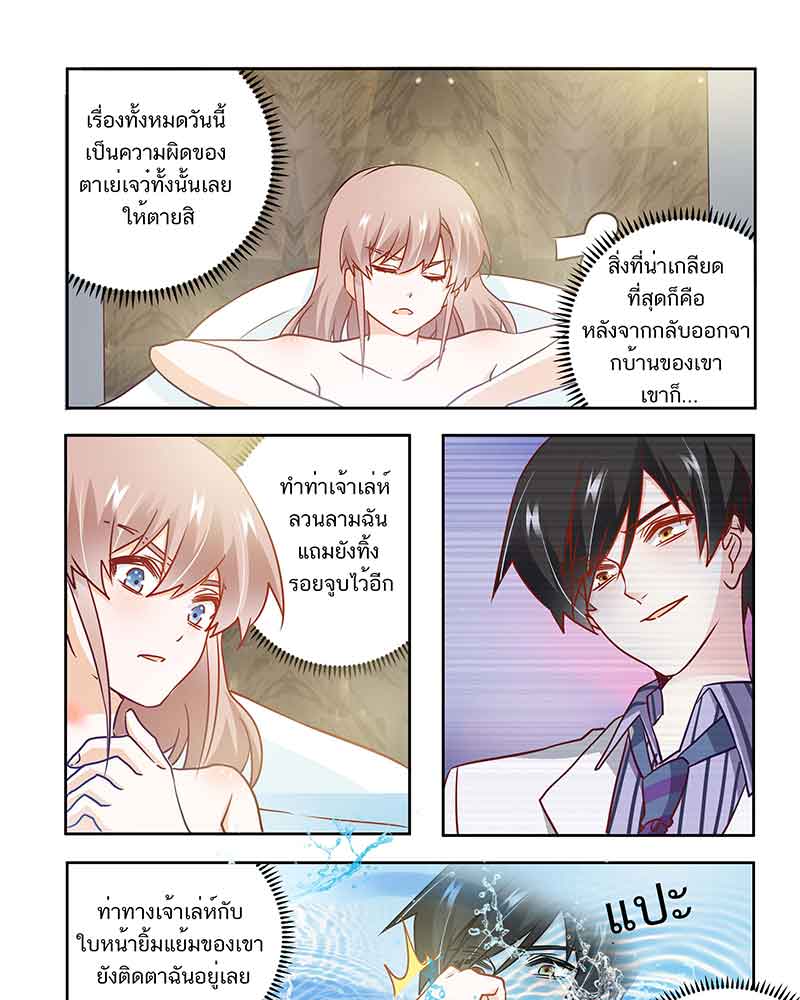 เรื่องทั้งหมดวันนี้
เป็นความผิดของ
ตาเย่เจว๋ทั้งนั้นเลย
ให้ตายสิ
สิ่งที่น่าเกลียด
ที่สุดก็คือ
หลังจากกลับออกจา
กบ้านของเขา
เขาก็...
ทำท่าเจ้าเล่ห์
ลวนลามฉัน
แถมยังทิ้ง
รอยจูบไว้อีก
ท่าทางเจ้าเล่ห์กับ
ใบหน้ายิ้มแย้มของเขา
ยังติดตาฉันอยู่เลย
แปะ